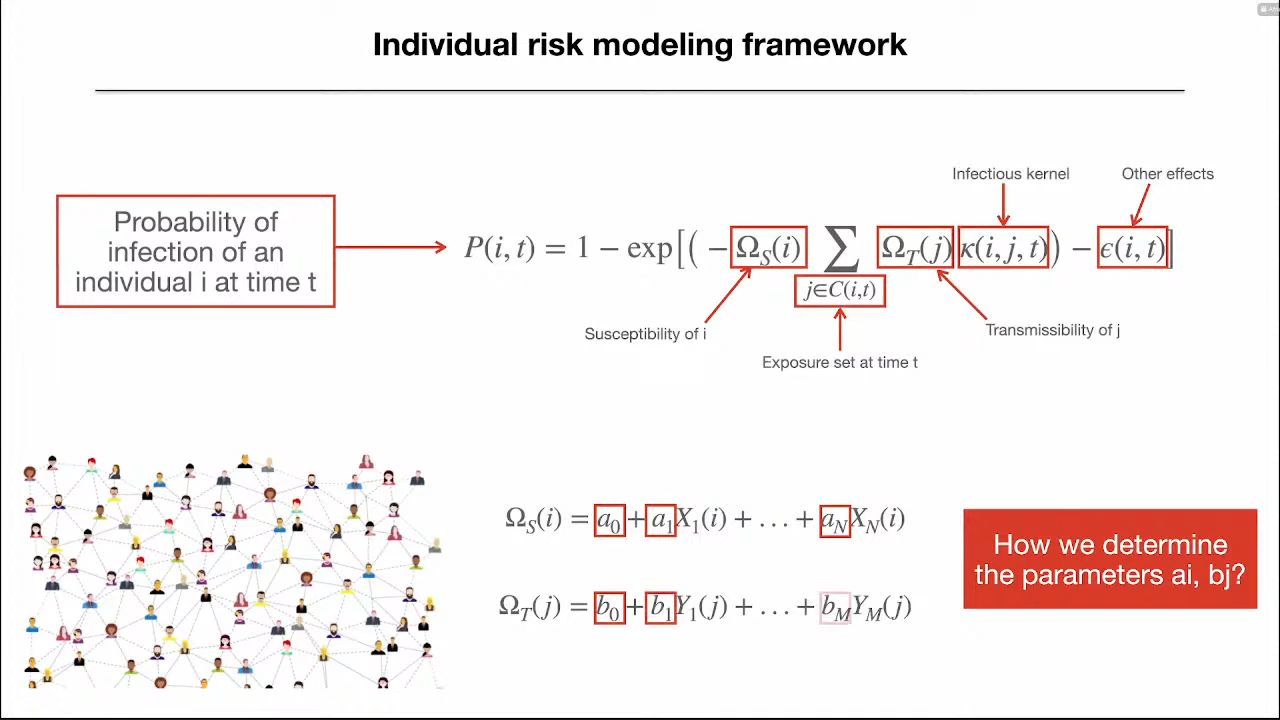 Individual risk modeling framework
Infectious kernel
Other effects
Probability of
infection of an
individual i at time t
P(i, t) = 1 − exp[( − Ω_S(i) ∑_{j∈C(i,t)} Ω_T(j) κ(i, j, t)) − ϵ(i, t)]
Susceptibility of i
Transmissibility of j
Exposure set at time t
Ω_S(i) = a_0 + a_1X_1(i) + … + a_NX_N(i)
Ω_T(j) = b_0 + b_1Y_1(j) + … + b_MY_M(j)
How we determine
the parameters ai, bj?